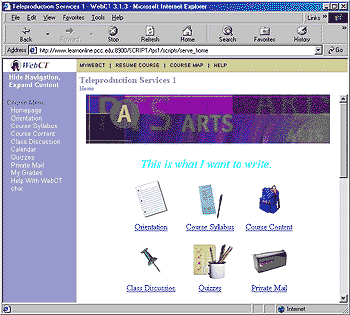 Teleproduction Services 1 - WebCT 3.1.3 - Microsoft Internet Explorer
File Edit View Favorites Tools Help Links »
Back Forward Stop Refresh Home Search Favorites History
Address http://www.learnonline.pcc.edu:8900/SCRIPT/tps1/scripts/serve_home Go
WebCT MYWEBCT | RESUME COURSE | COURSE MAP | HELP
Hide Navigation,
Expand Content
Teleproduction Services 1
Home
Course Menu
Homepage
Orientation
Course Syllabus
Course Content
Class Discussion
Calendar
Quizzes
Private Mail
My Grades
Help With WebCT
chat
A ARTS
This is what I want to write.
Orientation Course Syllabus Course Content
Class Discussion Quizzes Private Mail
Internet